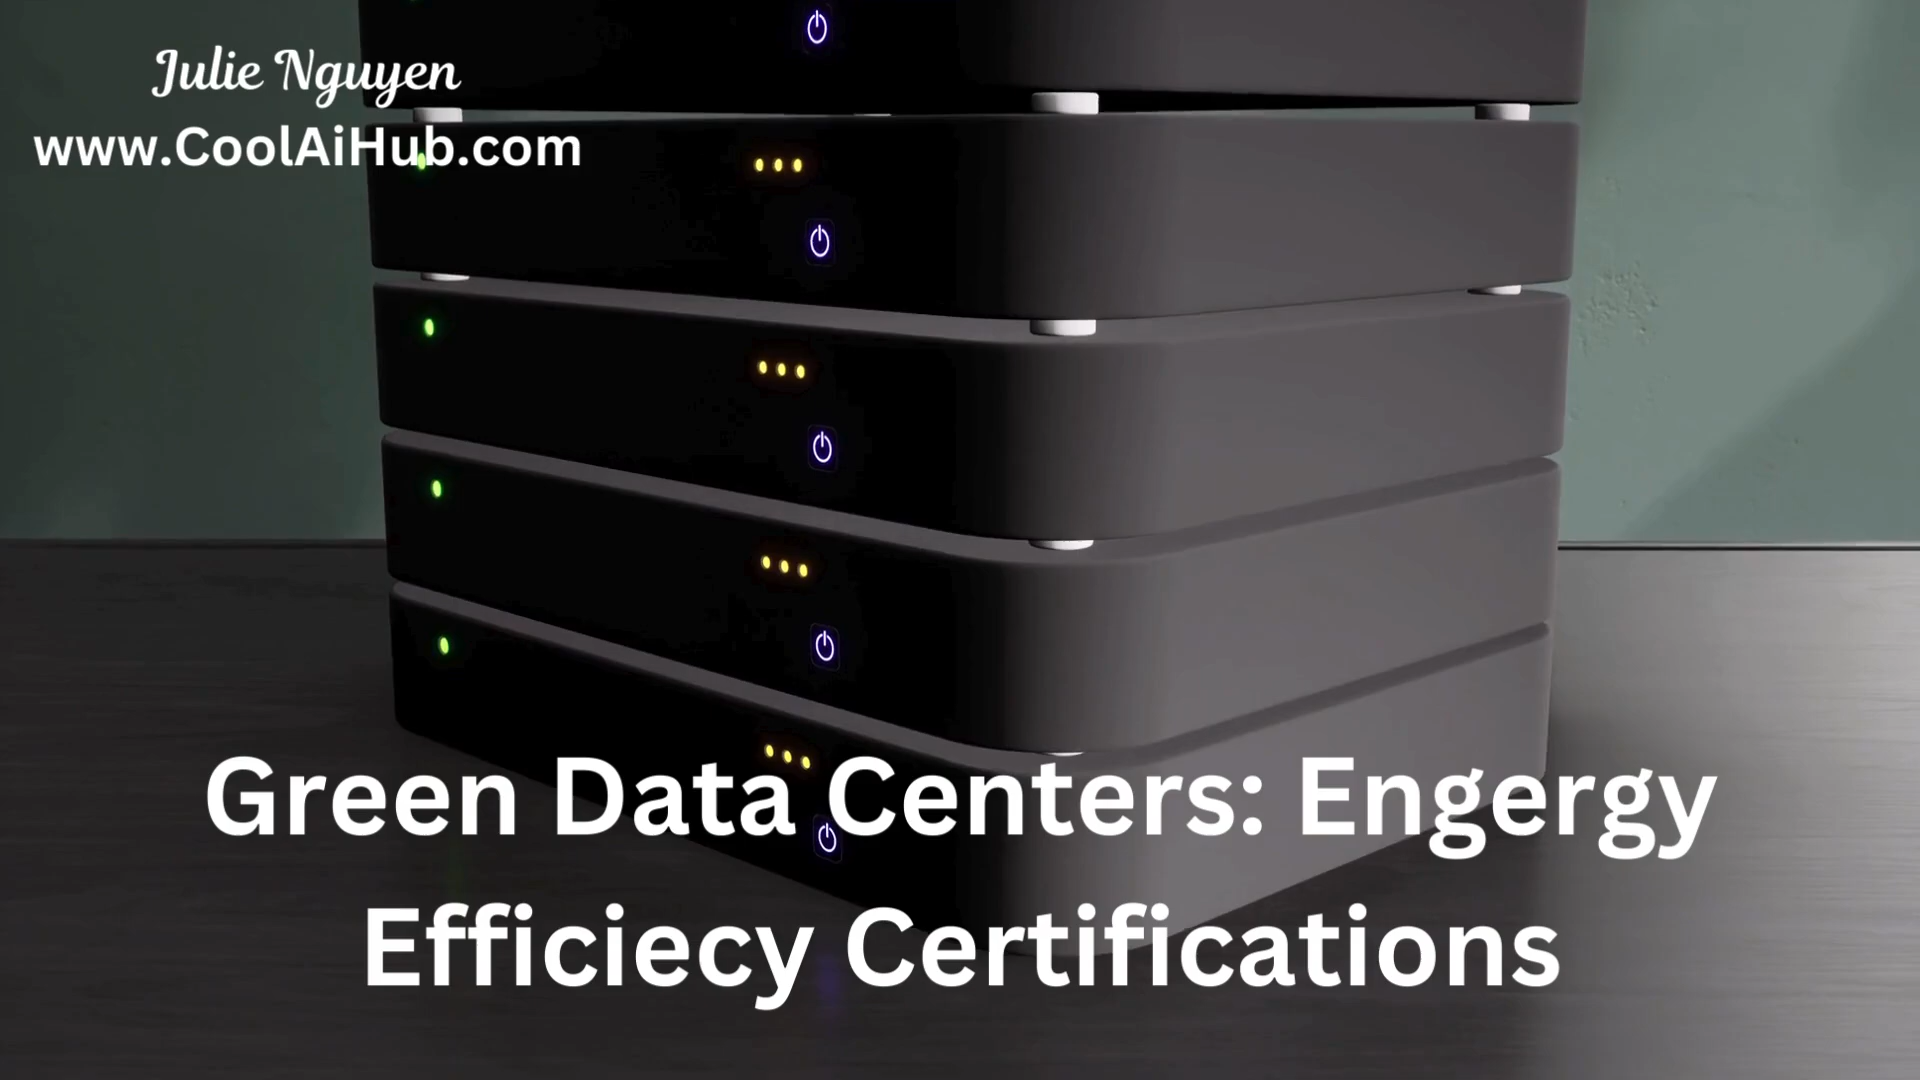 Julie Nguyen
www.CoolAiHub.com
Green Data Centers: Engergy
Efficiecy Certifications